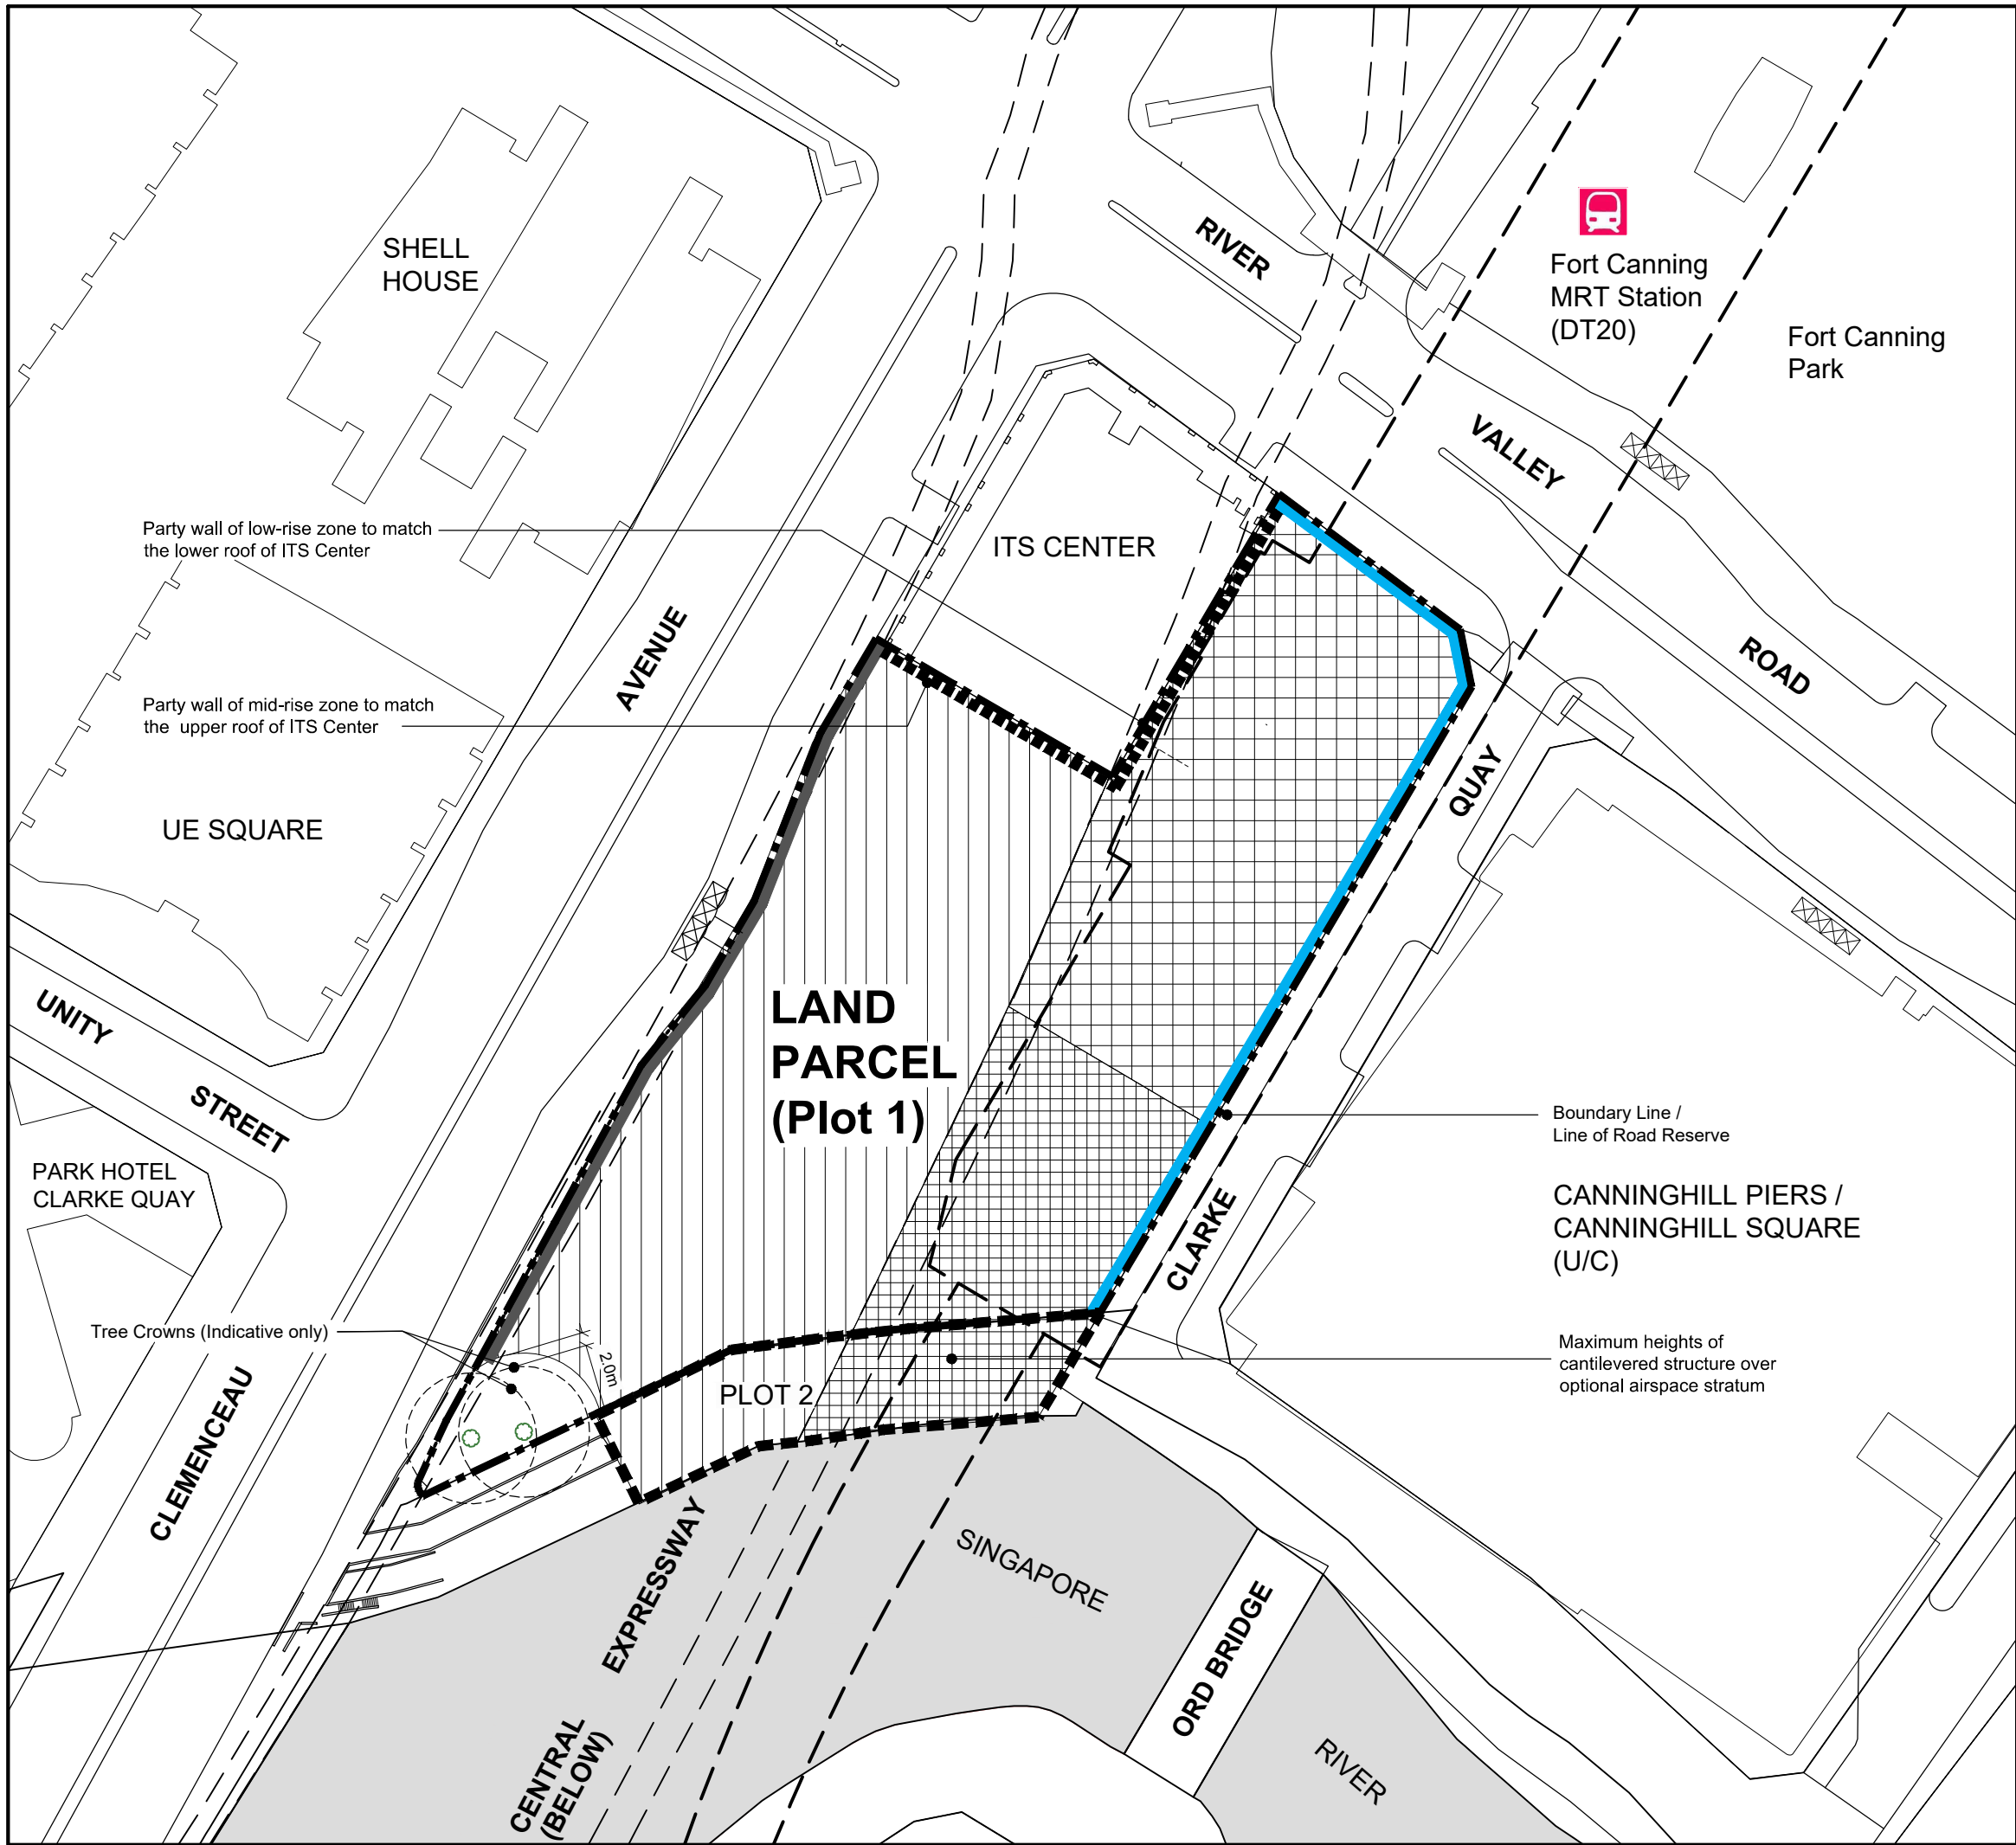 SHELL
HOUSE
RIVER
Fort Canning
MRT Station
(DT20)
Fort Canning
Park
VALLEY
ROAD
Party wall of low-rise zone to match
the lower roof of ITS Center
ITS CENTER
AVENUE
Party wall of mid-rise zone to match
the upper roof of ITS Center
QUAY
UE SQUARE
LAND
PARCEL
(Plot 1)
UNITY
STREET
Boundary Line /
Line of Road Reserve
PARK HOTEL
CLARKE QUAY
CANNINGHILL PIERS /
CANNINGHILL SQUARE
(U/C)
CLARKE
Tree Crowns (Indicative only)
2.0m
Maximum heights of
cantilevered structure over
optional airspace stratum
PLOT 2
CLEMENCEAU
EXPRESSWAY
SINGAPORE
ORD BRIDGE
RIVER
CENTRAL
(BELOW)